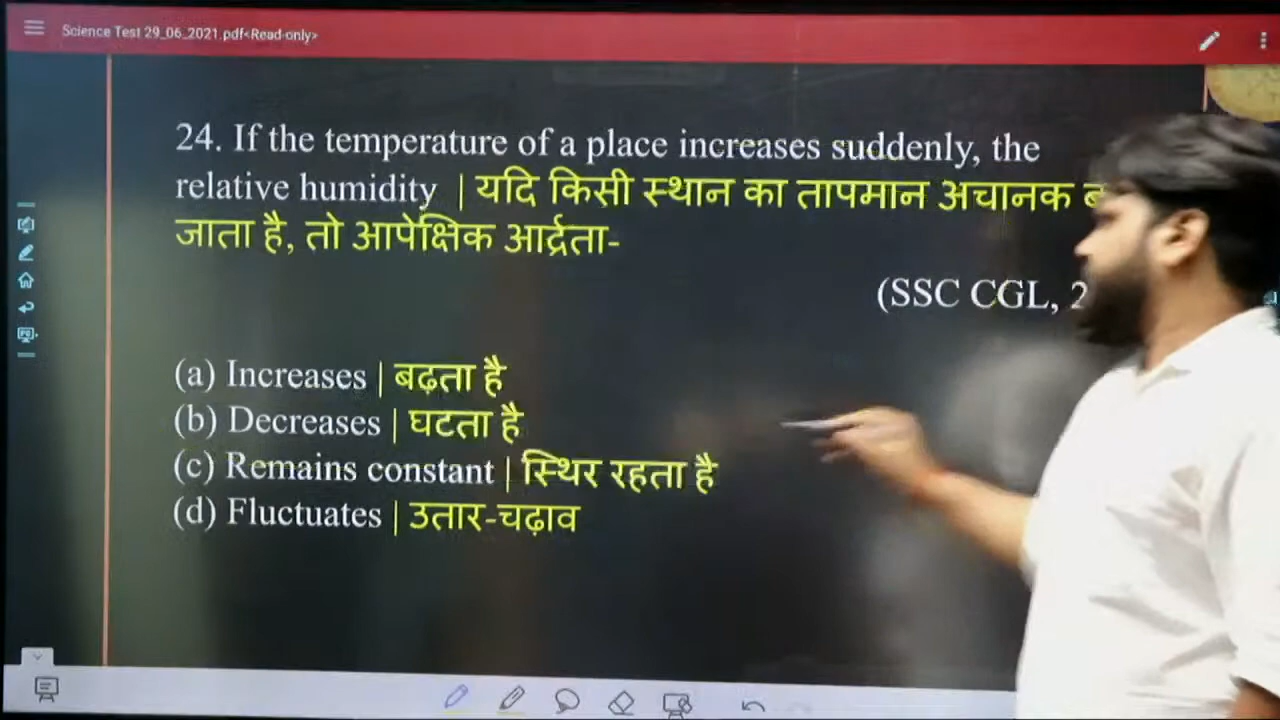 Science Test 29_06_2021.pdf<Read-only>
24. If the temperature of a place increases suddenly, the
relative humidity | यदि किसी स्थान का तापमान अचानक
जाता है, तो आपेक्षिक आर्द्रता-
(SSC CGL, 2
(a) Increases | बढ़ता है
(b) Decreases | घटता है
(c) Remains constant | स्थिर रहता है
(d) Fluctuates | उतार-चढ़ाव